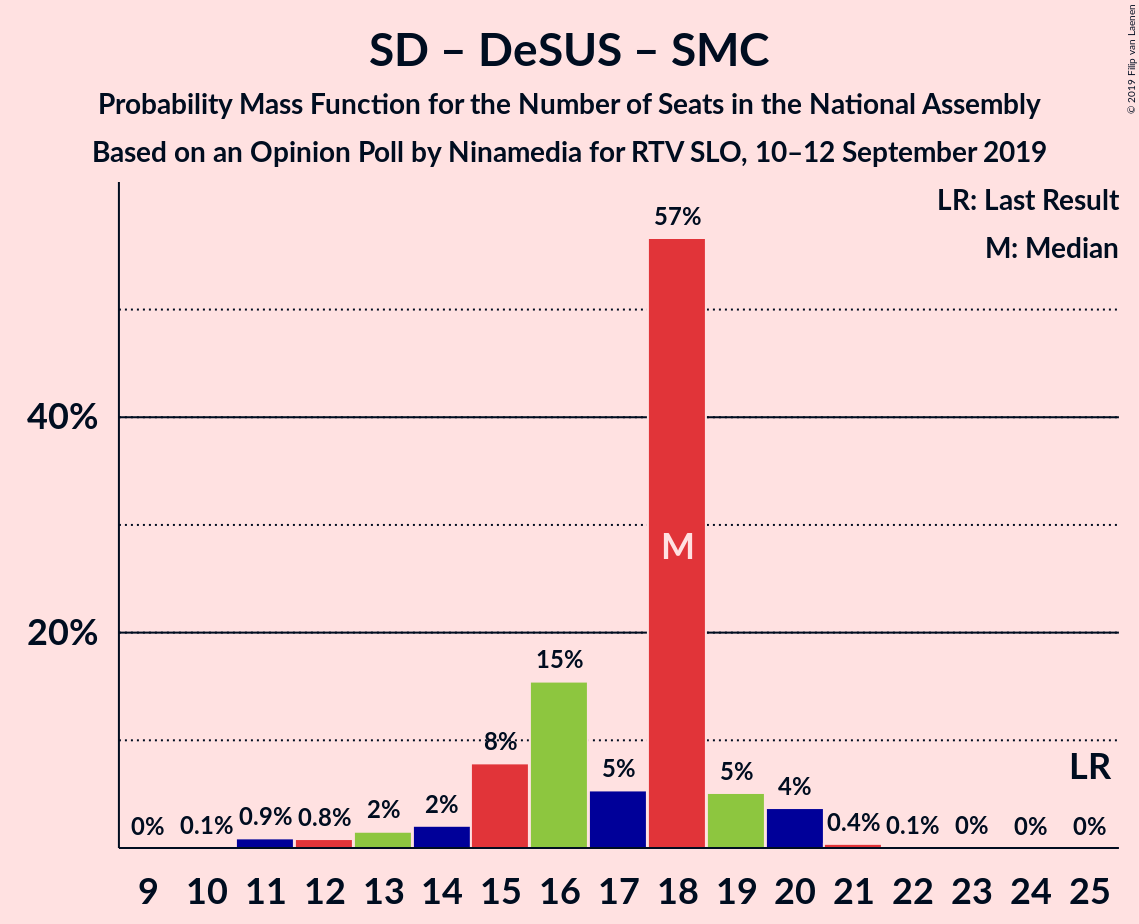 SD – DeSUS – SMC
Probability Mass Function for the Number of Seats in the National Assembly
Based on an Opinion Poll by Ninamedia for RTV SLO, 10–12 September 2019
© 2019 Filip van Laenen
LR: Last Result
M: Median
57%
40%
M
20%
15%
8%
5%
5%
4%
LR
0% 0.1% 0.9% 0.8% 2% 2% 0.4% 0.1% 0% 0% 0%
9 10 11 12 13 14 15 16 17 18 19 20 21 22 23 24 25